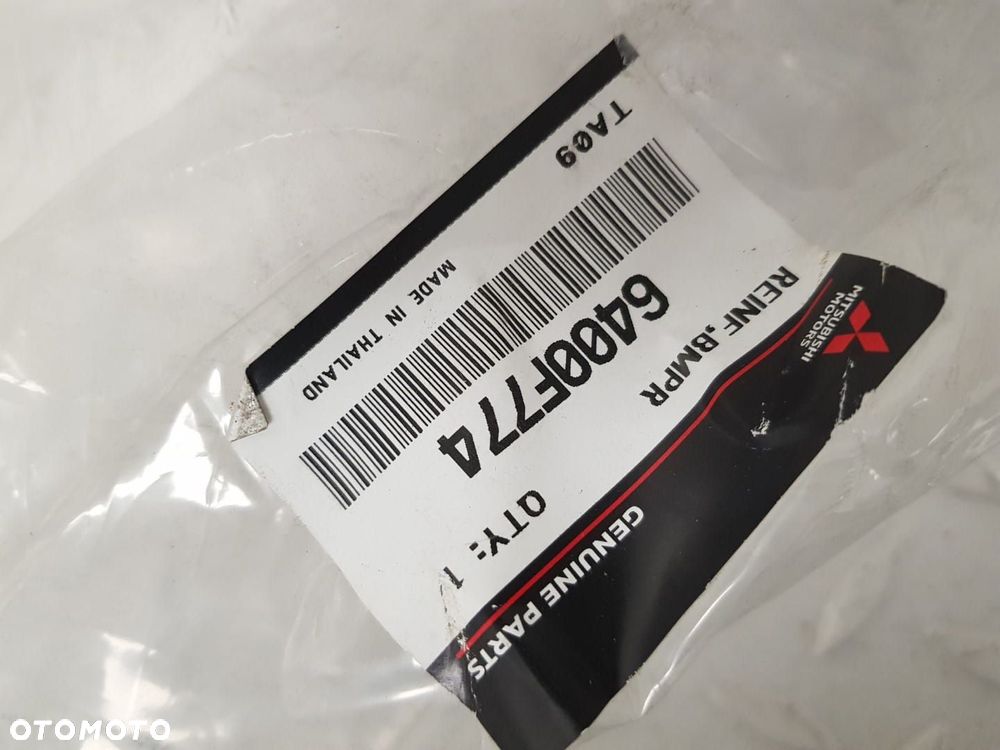 MITSUBISHI
MOTORS
GENUINE PARTS
REINF,BMPR
QTY: 1
6400F774
TA09
MADE IN THAILAND
OTOMOTO